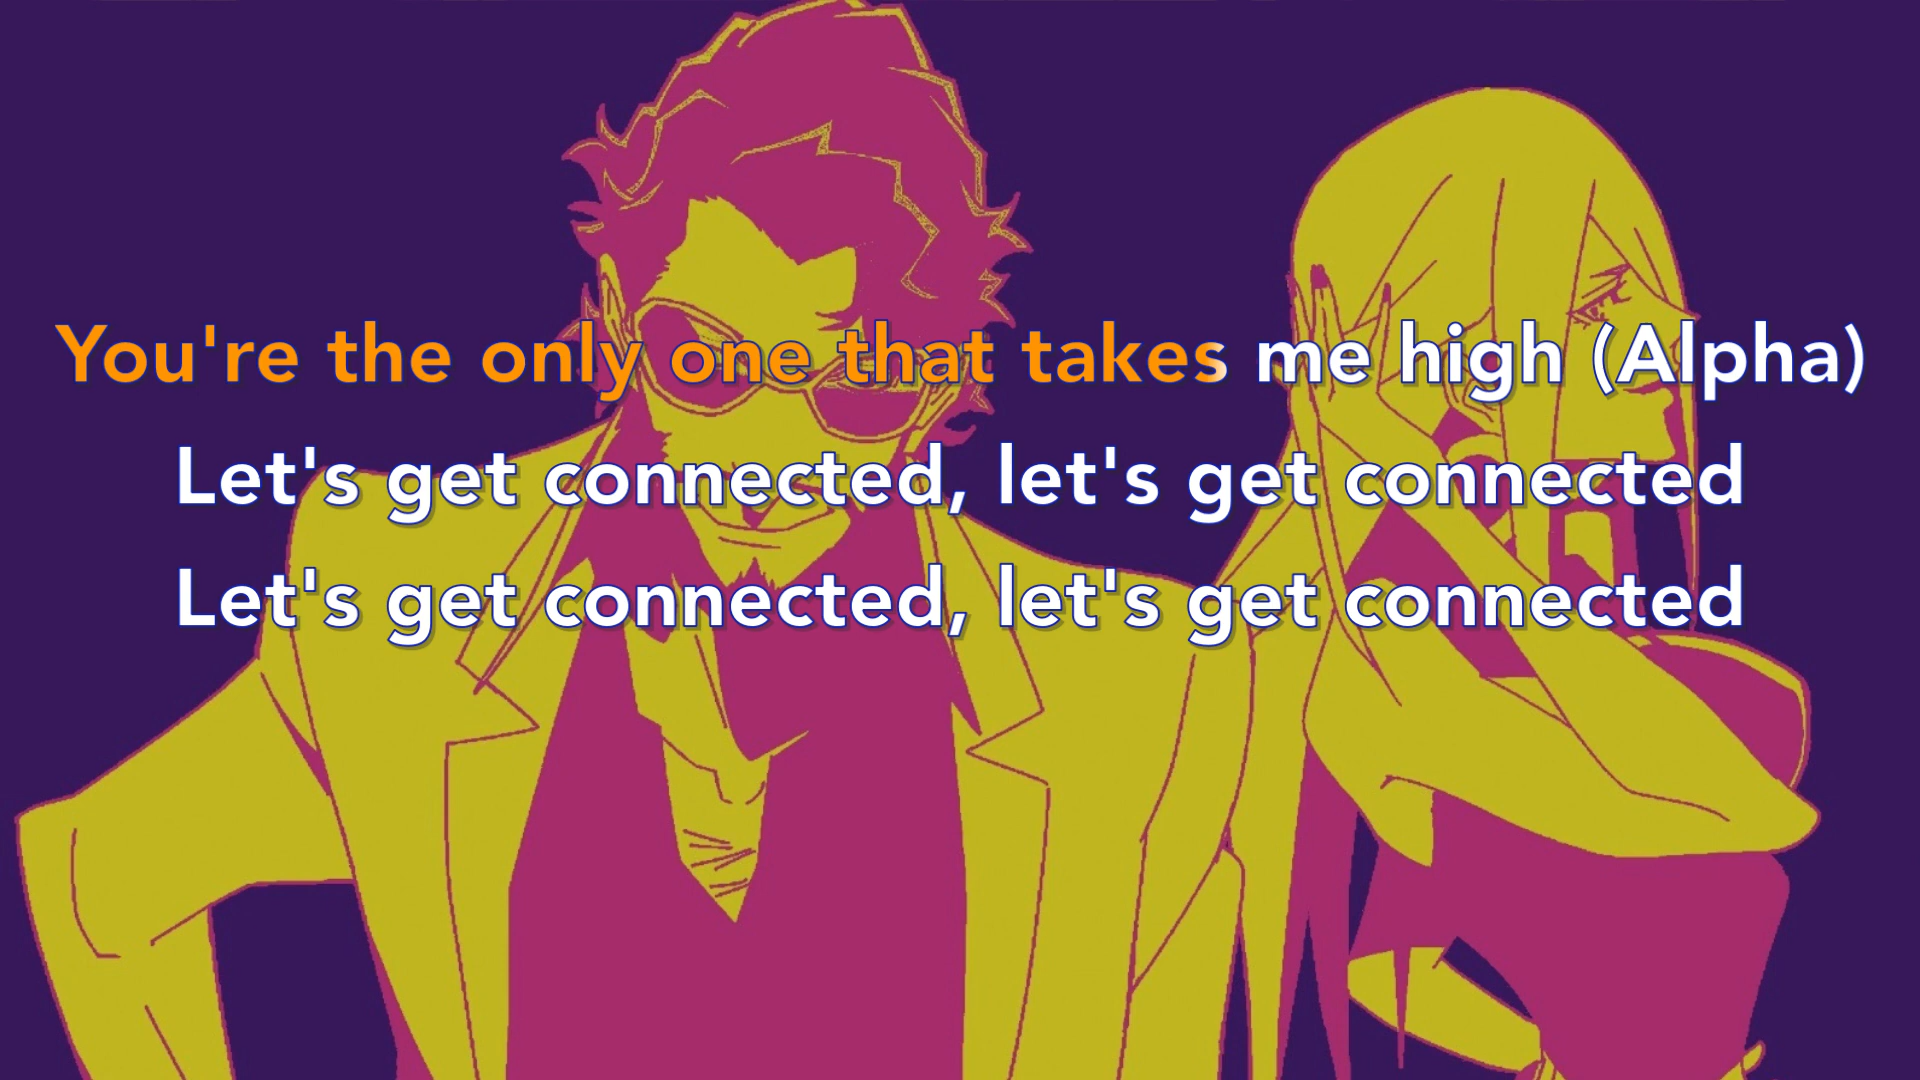 You're the only one that takes me high (Alpha)
Let's get connected, let's get connected
Let's get connected, let's get connected